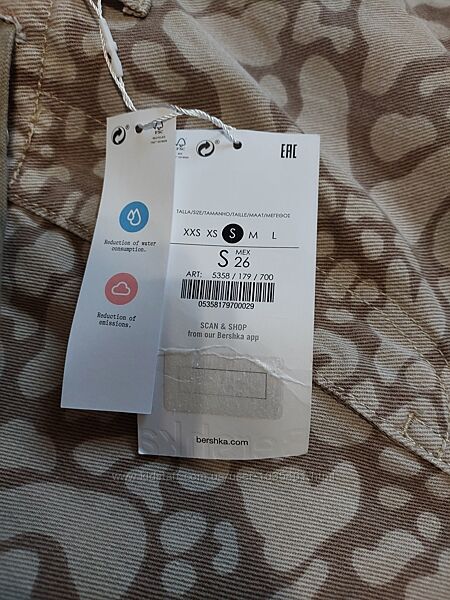 FSC
EAC
TALLA/SIZE/TAMANHO/TAILLE/MAAT/ΜΕΓΕΘΟΣ
XXS XS S M L
MEX
S 26
ART: 5358 / 179 / 700
05358179700029
SCAN & SHOP
from our Bershka app
bershka.com
Reduction of water
consumption.
Reduction of
emissions.